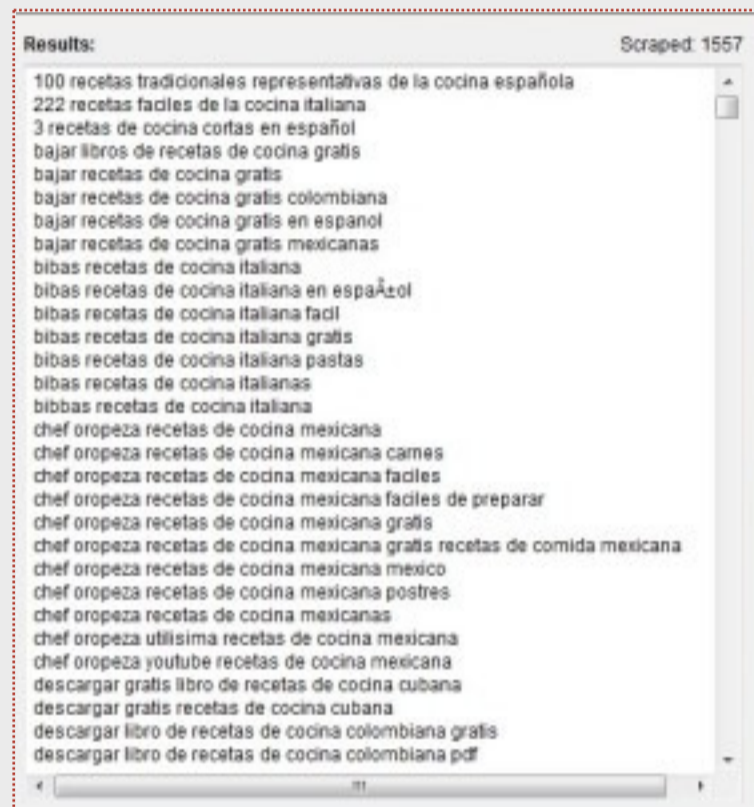 Results: Scraped: 1557
100 recetas tradicionales representativas de la cocina española
222 recetas faciles de la cocina italiana
3 recetas de cocina cortas en español
bajar libros de recetas de cocina gratis
bajar recetas de cocina gratis
bajar recetas de cocina gratis colombiana
bajar recetas de cocina gratis en espanol
bajar recetas de cocina gratis mexicanas
bibas recetas de cocina italiana
bibas recetas de cocina italiana en espaÃ±ol
bibas recetas de cocina italiana facil
bibas recetas de cocina italiana gratis
bibas recetas de cocina italiana pastas
bibas recetas de cocina italianas
bibbas recetas de cocina italiana
chef oropeza recetas de cocina mexicana
chef oropeza recetas de cocina mexicana carnes
chef oropeza recetas de cocina mexicana faciles
chef oropeza recetas de cocina mexicana faciles de preparar
chef oropeza recetas de cocina mexicana gratis
chef oropeza recetas de cocina mexicana gratis recetas de comida mexicana
chef oropeza recetas de cocina mexicana mexico
chef oropeza recetas de cocina mexicana postres
chef oropeza recetas de cocina mexicanas
chef oropeza utilisima recetas de cocina mexicana
chef oropeza youtube recetas de cocina mexicana
descargar gratis libro de recetas de cocina cubana
descargar gratis recetas de cocina cubana
descargar libro de recetas de cocina colombiana gratis
descargar libro de recetas de cocina colombiana pdf